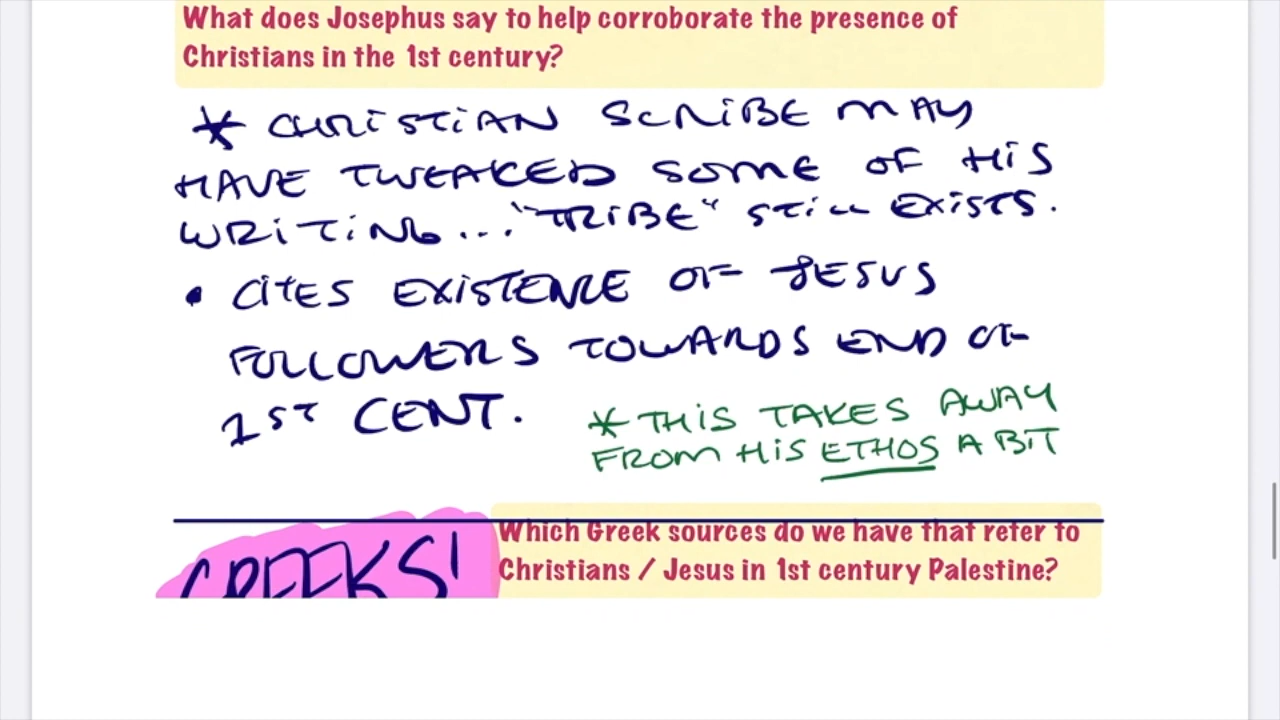 What does Josephus say to help corroborate the presence of
Christians in the 1st century?
* CHRISTIAN SCRIBE MAY
HAVE TWEAKED SOME OF HIS
WRITING... "TRIBE" STILL EXISTS.
• CITES EXISTENCE OF JESUS
FOLLOWERS TOWARDS END OF
1ST CENT.
* THIS TAKES AWAY
FROM HIS ETHOS A BIT
GREEKS!
Which Greek sources do we have that refer to
Christians / Jesus in 1st century Palestine?